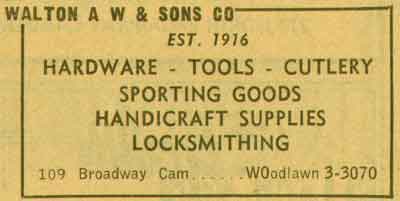 WALTON A W & SONS CO
EST. 1916
HARDWARE - TOOLS - CUTLERY
SPORTING GOODS
HANDICRAFT SUPPLIES
LOCKSMITHING
109 Broadway Cam......WOodlawn 3-3070